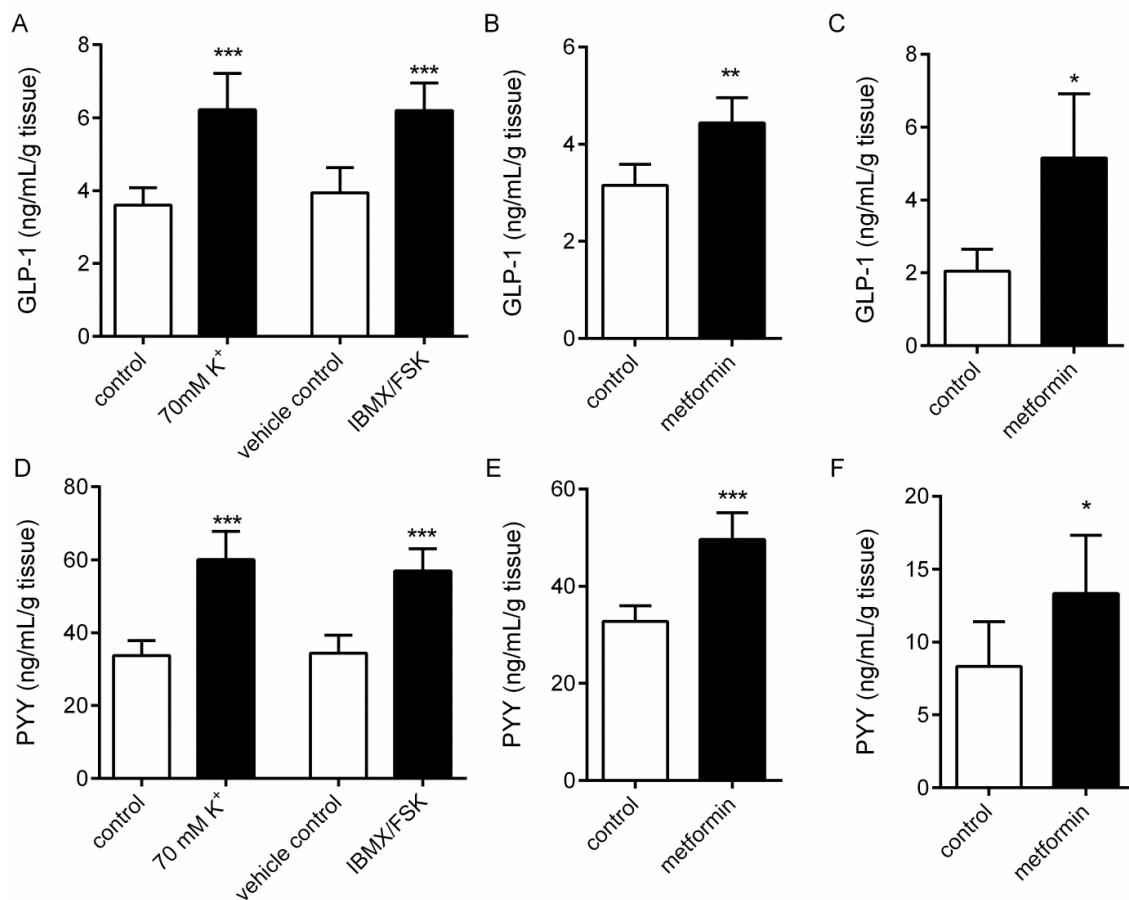 A
GLP-1 (ng/mL/g tissue)
8
6
4
2
0
***
***
control
70mM K⁺
vehicle control
IBMX/FSK
B
GLP-1 (ng/mL/g tissue)
6
4
2
0
**
control
metformin
C
GLP-1 (ng/mL/g tissue)
8
6
4
2
0
*
control
metformin
D
PYY (ng/mL/g tissue)
80
60
40
20
0
***
***
control
70 mM K⁺
vehicle control
IBMX/FSK
E
PYY (ng/mL/g tissue)
60
40
20
0
***
control
metformin
F
PYY (ng/mL/g tissue)
20
15
10
5
0
*
control
metformin